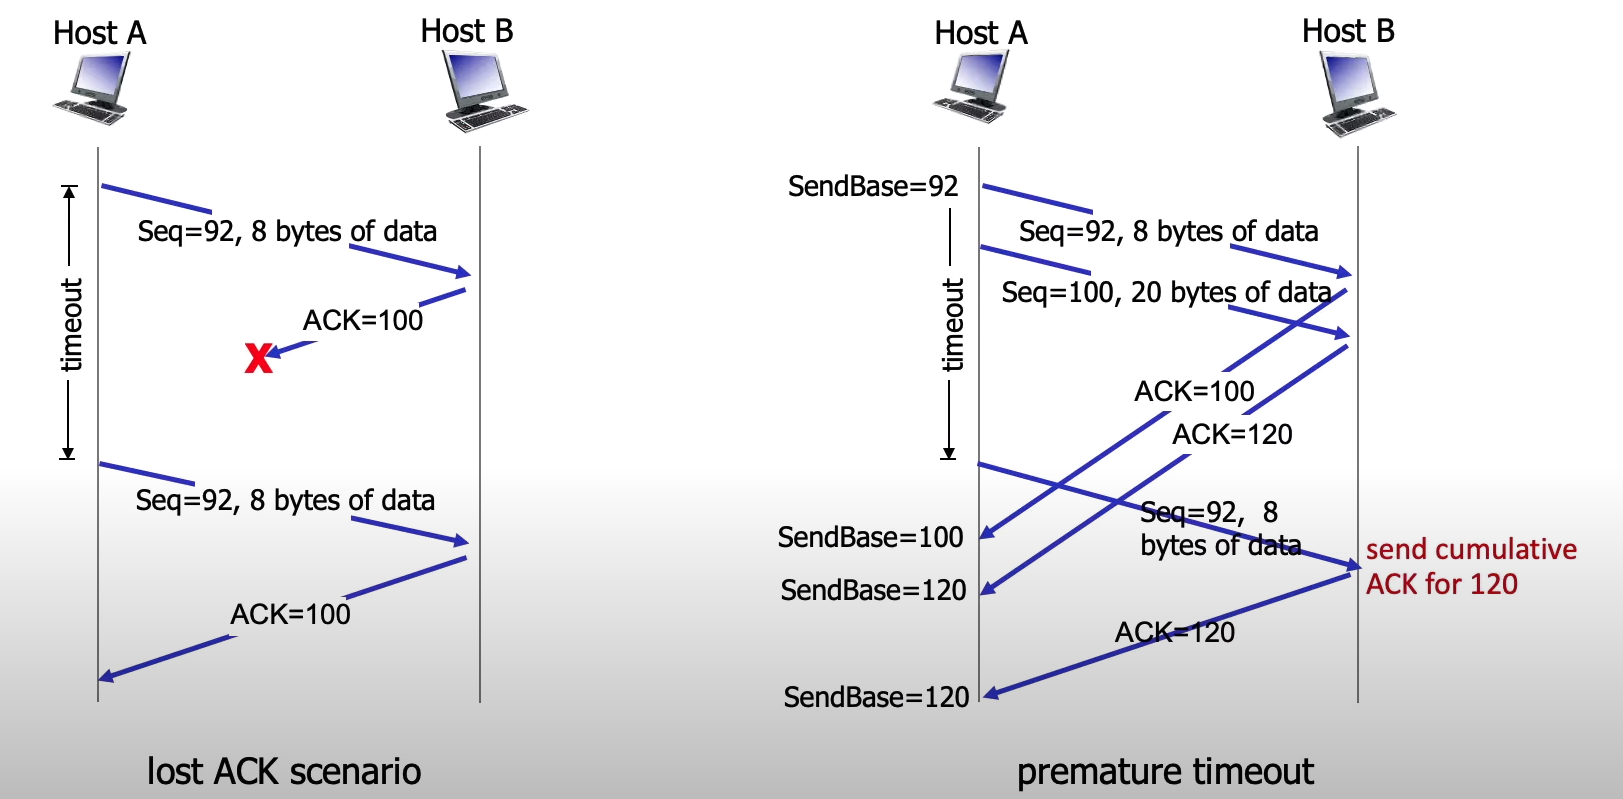 Host A
Host B
timeout
Seq=92, 8 bytes of data
ACK=100
X
Seq=92, 8 bytes of data
ACK=100
lost ACK scenario
Host A
Host B
SendBase=92
timeout
Seq=92, 8 bytes of data
Seq=100, 20 bytes of data
ACK=100
ACK=120
Seq=92, 8
bytes of data
SendBase=100
SendBase=120
send cumulative
ACK for 120
ACK=120
SendBase=120
premature timeout